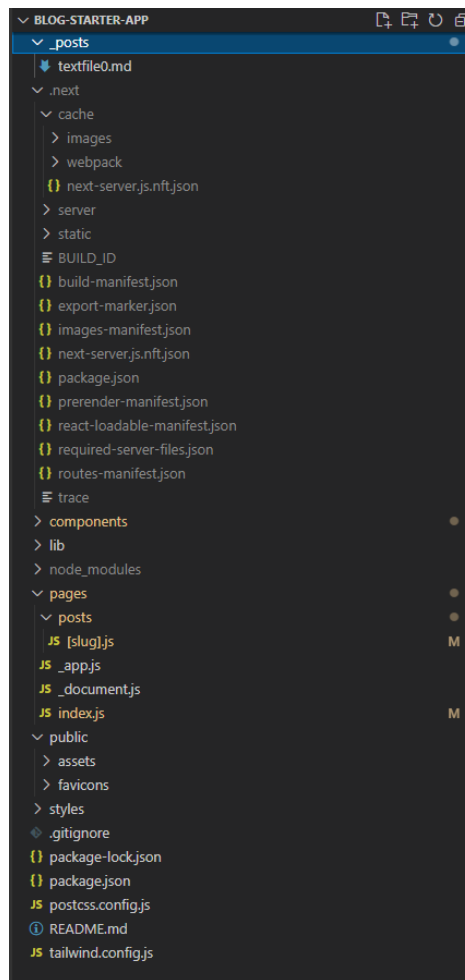 BLOG-STARTER-APP
_posts
textfile0.md
.next
cache
images
webpack
{} next-server.js.nft.json
server
static
BUILD_ID
{} build-manifest.json
{} export-marker.json
{} images-manifest.json
{} next-server.js.nft.json
{} package.json
{} prerender-manifest.json
{} react-loadable-manifest.json
{} required-server-files.json
{} routes-manifest.json
trace
components
lib
node_modules
pages
posts
JS [slug].js M
JS _app.js
JS _document.js
JS index.js M
public
assets
favicons
styles
.gitignore
{} package-lock.json
{} package.json
JS postcss.config.js
README.md
JS tailwind.config.js